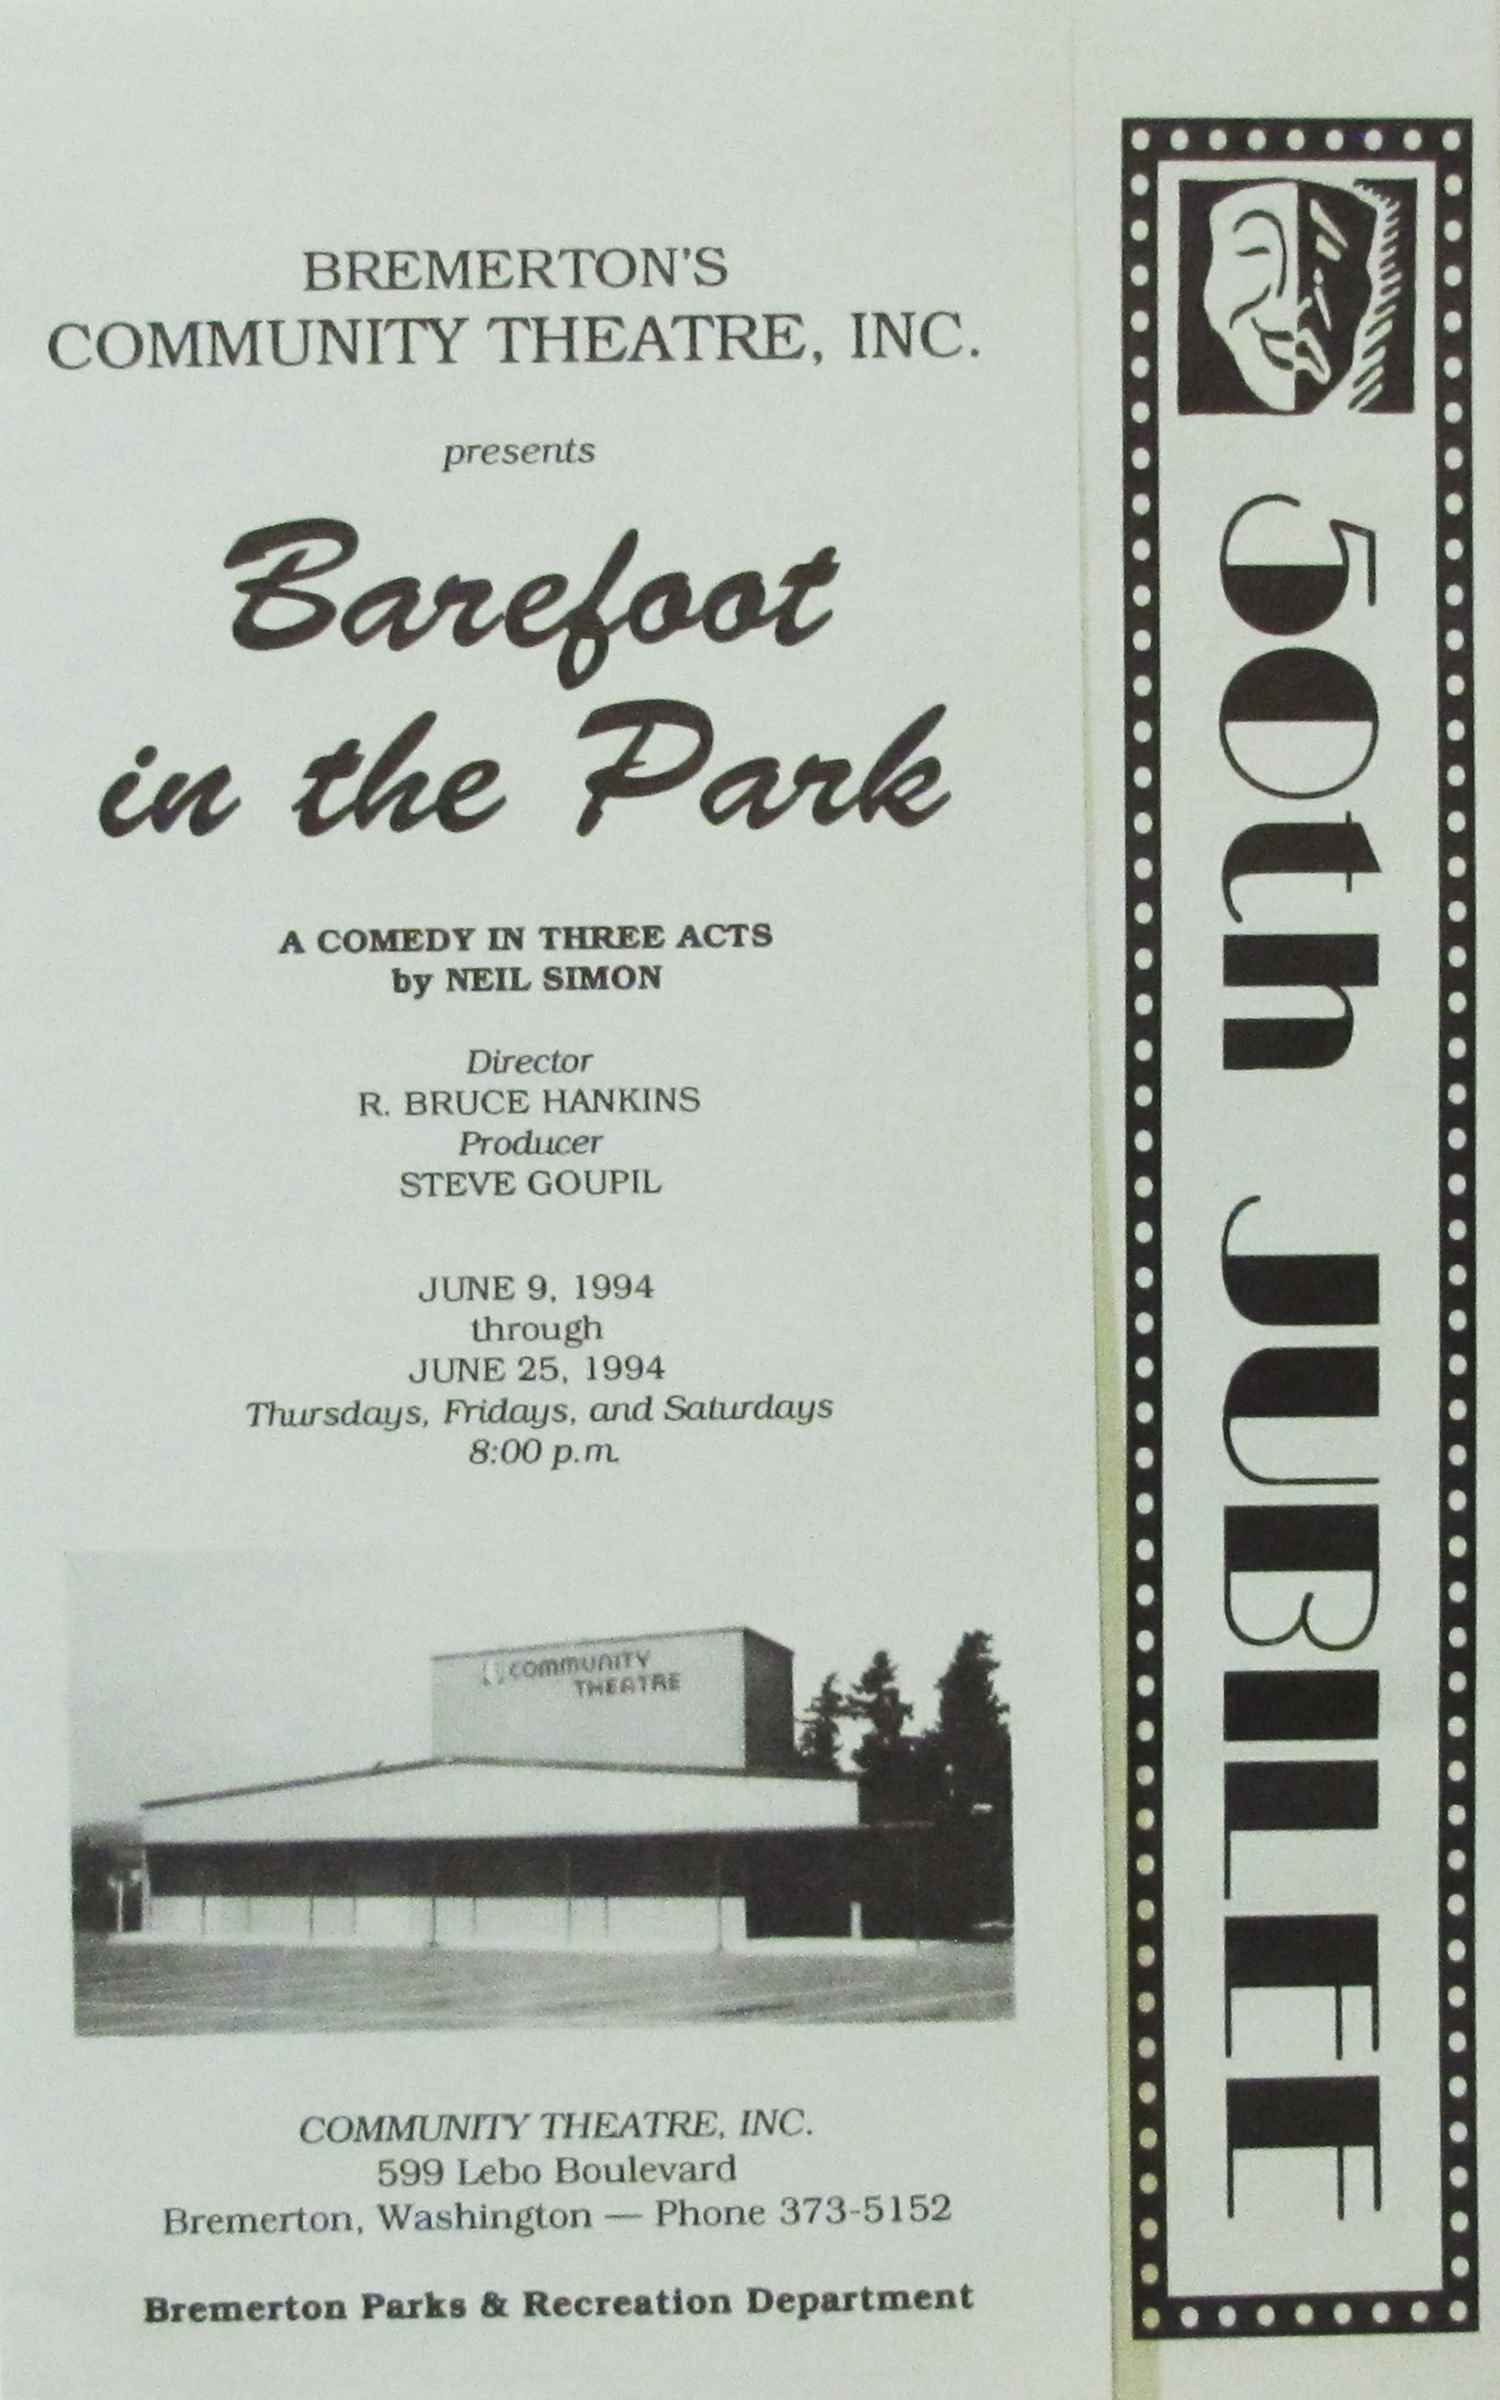 BREMERTON'S
COMMUNITY THEATRE, INC.
presents
Barefoot
in the Park
A COMEDY IN THREE ACTS
by NEIL SIMON
Director
R. BRUCE HANKINS
Producer
STEVE GOUPIL
JUNE 9, 1994
through
JUNE 25, 1994
Thursdays, Fridays, and Saturdays
8:00 p.m.
COMMUNITY
THEATRE
COMMUNITY THEATRE, INC.
599 Lebo Boulevard
Bremerton, Washington — Phone 373-5152
Bremerton Parks & Recreation Department
50th JUBILEE